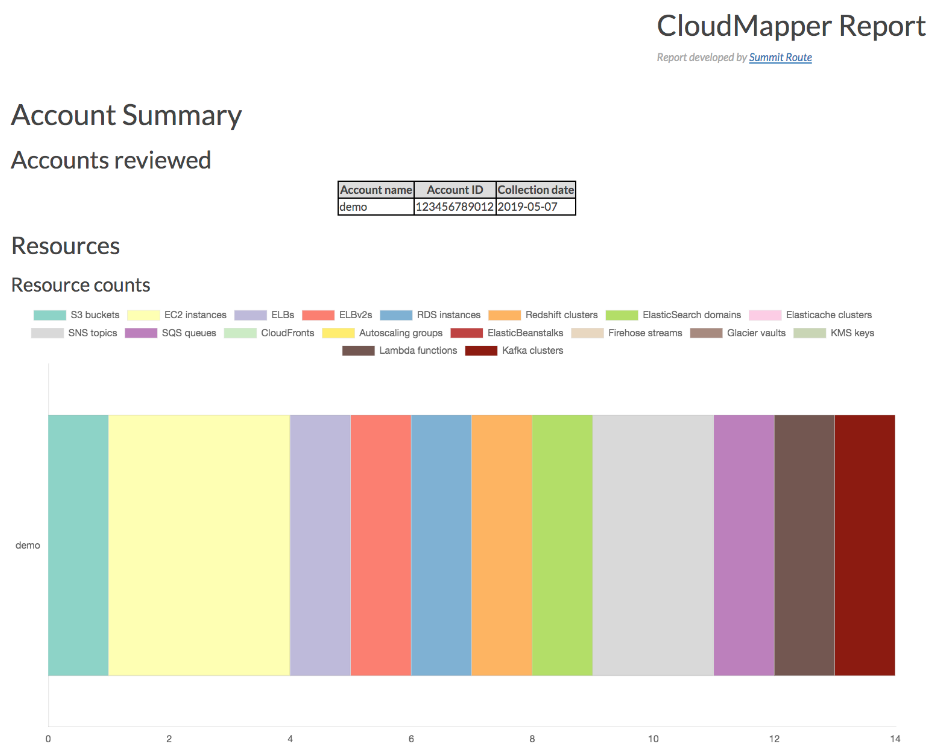 CloudMapper Report
Report developed by Summit Route
Account Summary
Accounts reviewed
Account name Account ID Collection date
demo 123456789012 2019-05-07
Resources
Resource counts
S3 buckets EC2 instances ELBs ELBv2s RDS instances Redshift clusters ElasticSearch domains Elasticache clusters
SNS topics SQS queues CloudFronts Autoscaling groups ElasticBeanstalks Firehose streams Glacier vaults KMS keys
Lambda functions Kafka clusters
demo
0 2 4 6 8 10 12 14